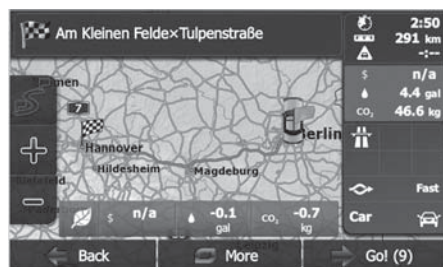 Am Kleinen Felde×Tulpenstraße
2:50
291 km
-:--
$ n/a
4.4 gal
CO₂ 46.6 kg
Fast
Car
7
Hannover
Hildesheim
Magdeburg
erlin
$ n/a
-0.1 gal
CO₂ -0.7 kg
Back
More
Go! (9)